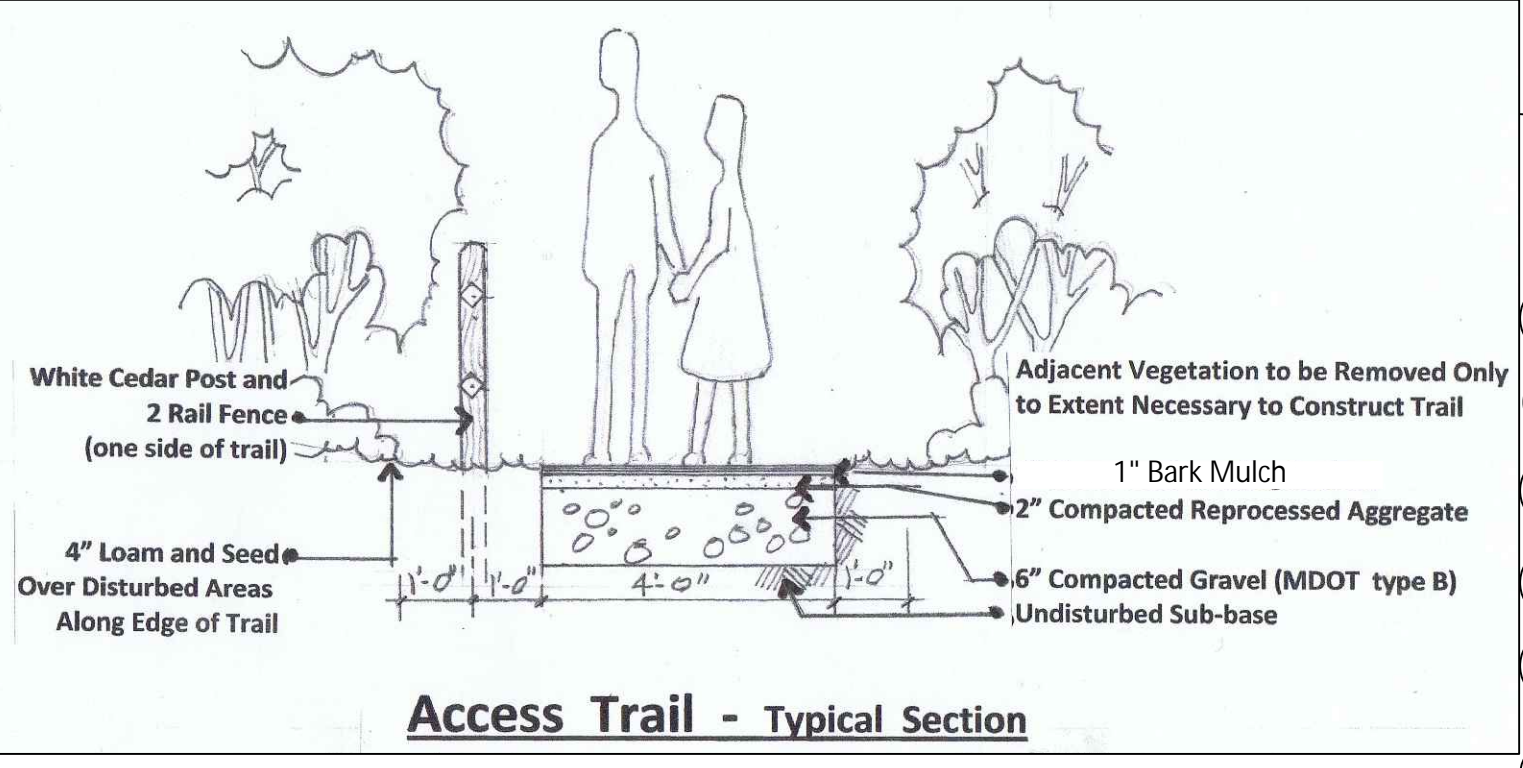 White Cedar Post and
2 Rail Fence
(one side of trail)
4” Loam and Seed
Over Disturbed Areas
Along Edge of Trail
1'-0"
1'-0"
4'-0"
1'-0"
Adjacent Vegetation to be Removed Only
to Extent Necessary to Construct Trail
1" Bark Mulch
2” Compacted Reprocessed Aggregate
6” Compacted Gravel (MDOT type B)
Undisturbed Sub-base
Access Trail - Typical Section